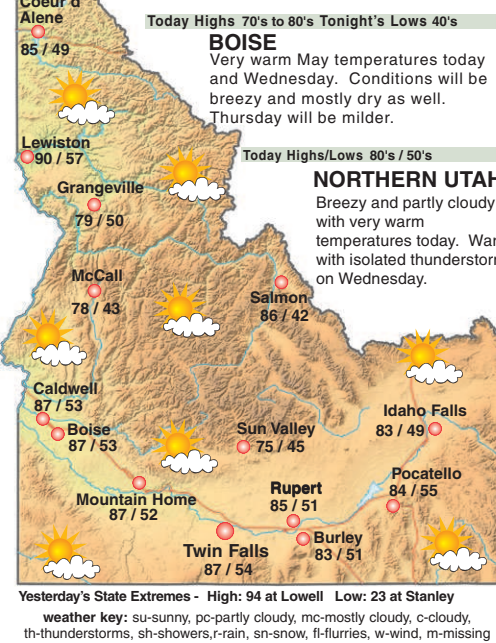 Coeur d'
Alene
85 / 49
Today Highs 70's to 80's Tonight's Lows 40's
BOISE
Very warm May temperatures today
and Wednesday. Conditions will be
breezy and mostly dry as well.
Thursday will be milder.
Lewiston
90 / 57
Today Highs/Lows 80's / 50's
NORTHERN UTAH
Breezy and partly cloudy
with very warm
temperatures today.
with isolated
on Wednesday.
Grangeville
79 / 50
McCall
78 / 43
Salmon
86 / 42
Caldwell
87 / 53
Boise
87 / 53
Sun Valley
75 / 45
Idaho Falls
83 / 49
Pocatello
84 / 55
Mountain Home
87 / 52
Rupert
85 / 51
Burley
83 / 51
Twin Falls
87 / 54
Yesterday's State Extremes - High: 94 at Lowell Low: 23 at Stanley
weather key: su-sunny, pc-partly cloudy, mc-mostly cloudy, c-cloudy,
th-thunderstorms, sh-showers,r-rain, sn-snow, fl-flurries, w-wind, m-missing